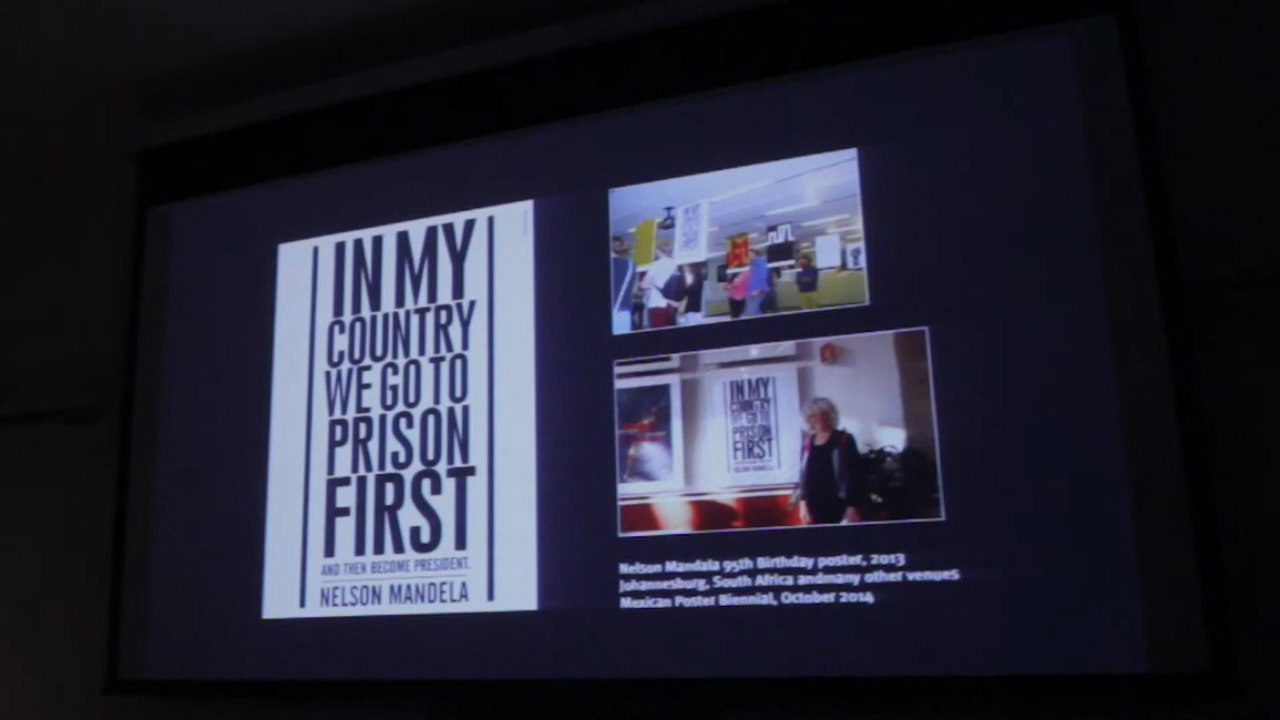 IN MY
COUNTRY
WE GO TO
PRISON
FIRST
AND THEN BECOME PRESIDENT.
NELSON MANDELA
IN MY
COUNTRY
WE GO TO
PRISON
FIRST
NELSON MANDELA
Nelson Mandala 95th Birthday poster, 2013
Johannesburg, South Africa andmany other venues
Mexican Poster Biennial, October 2014